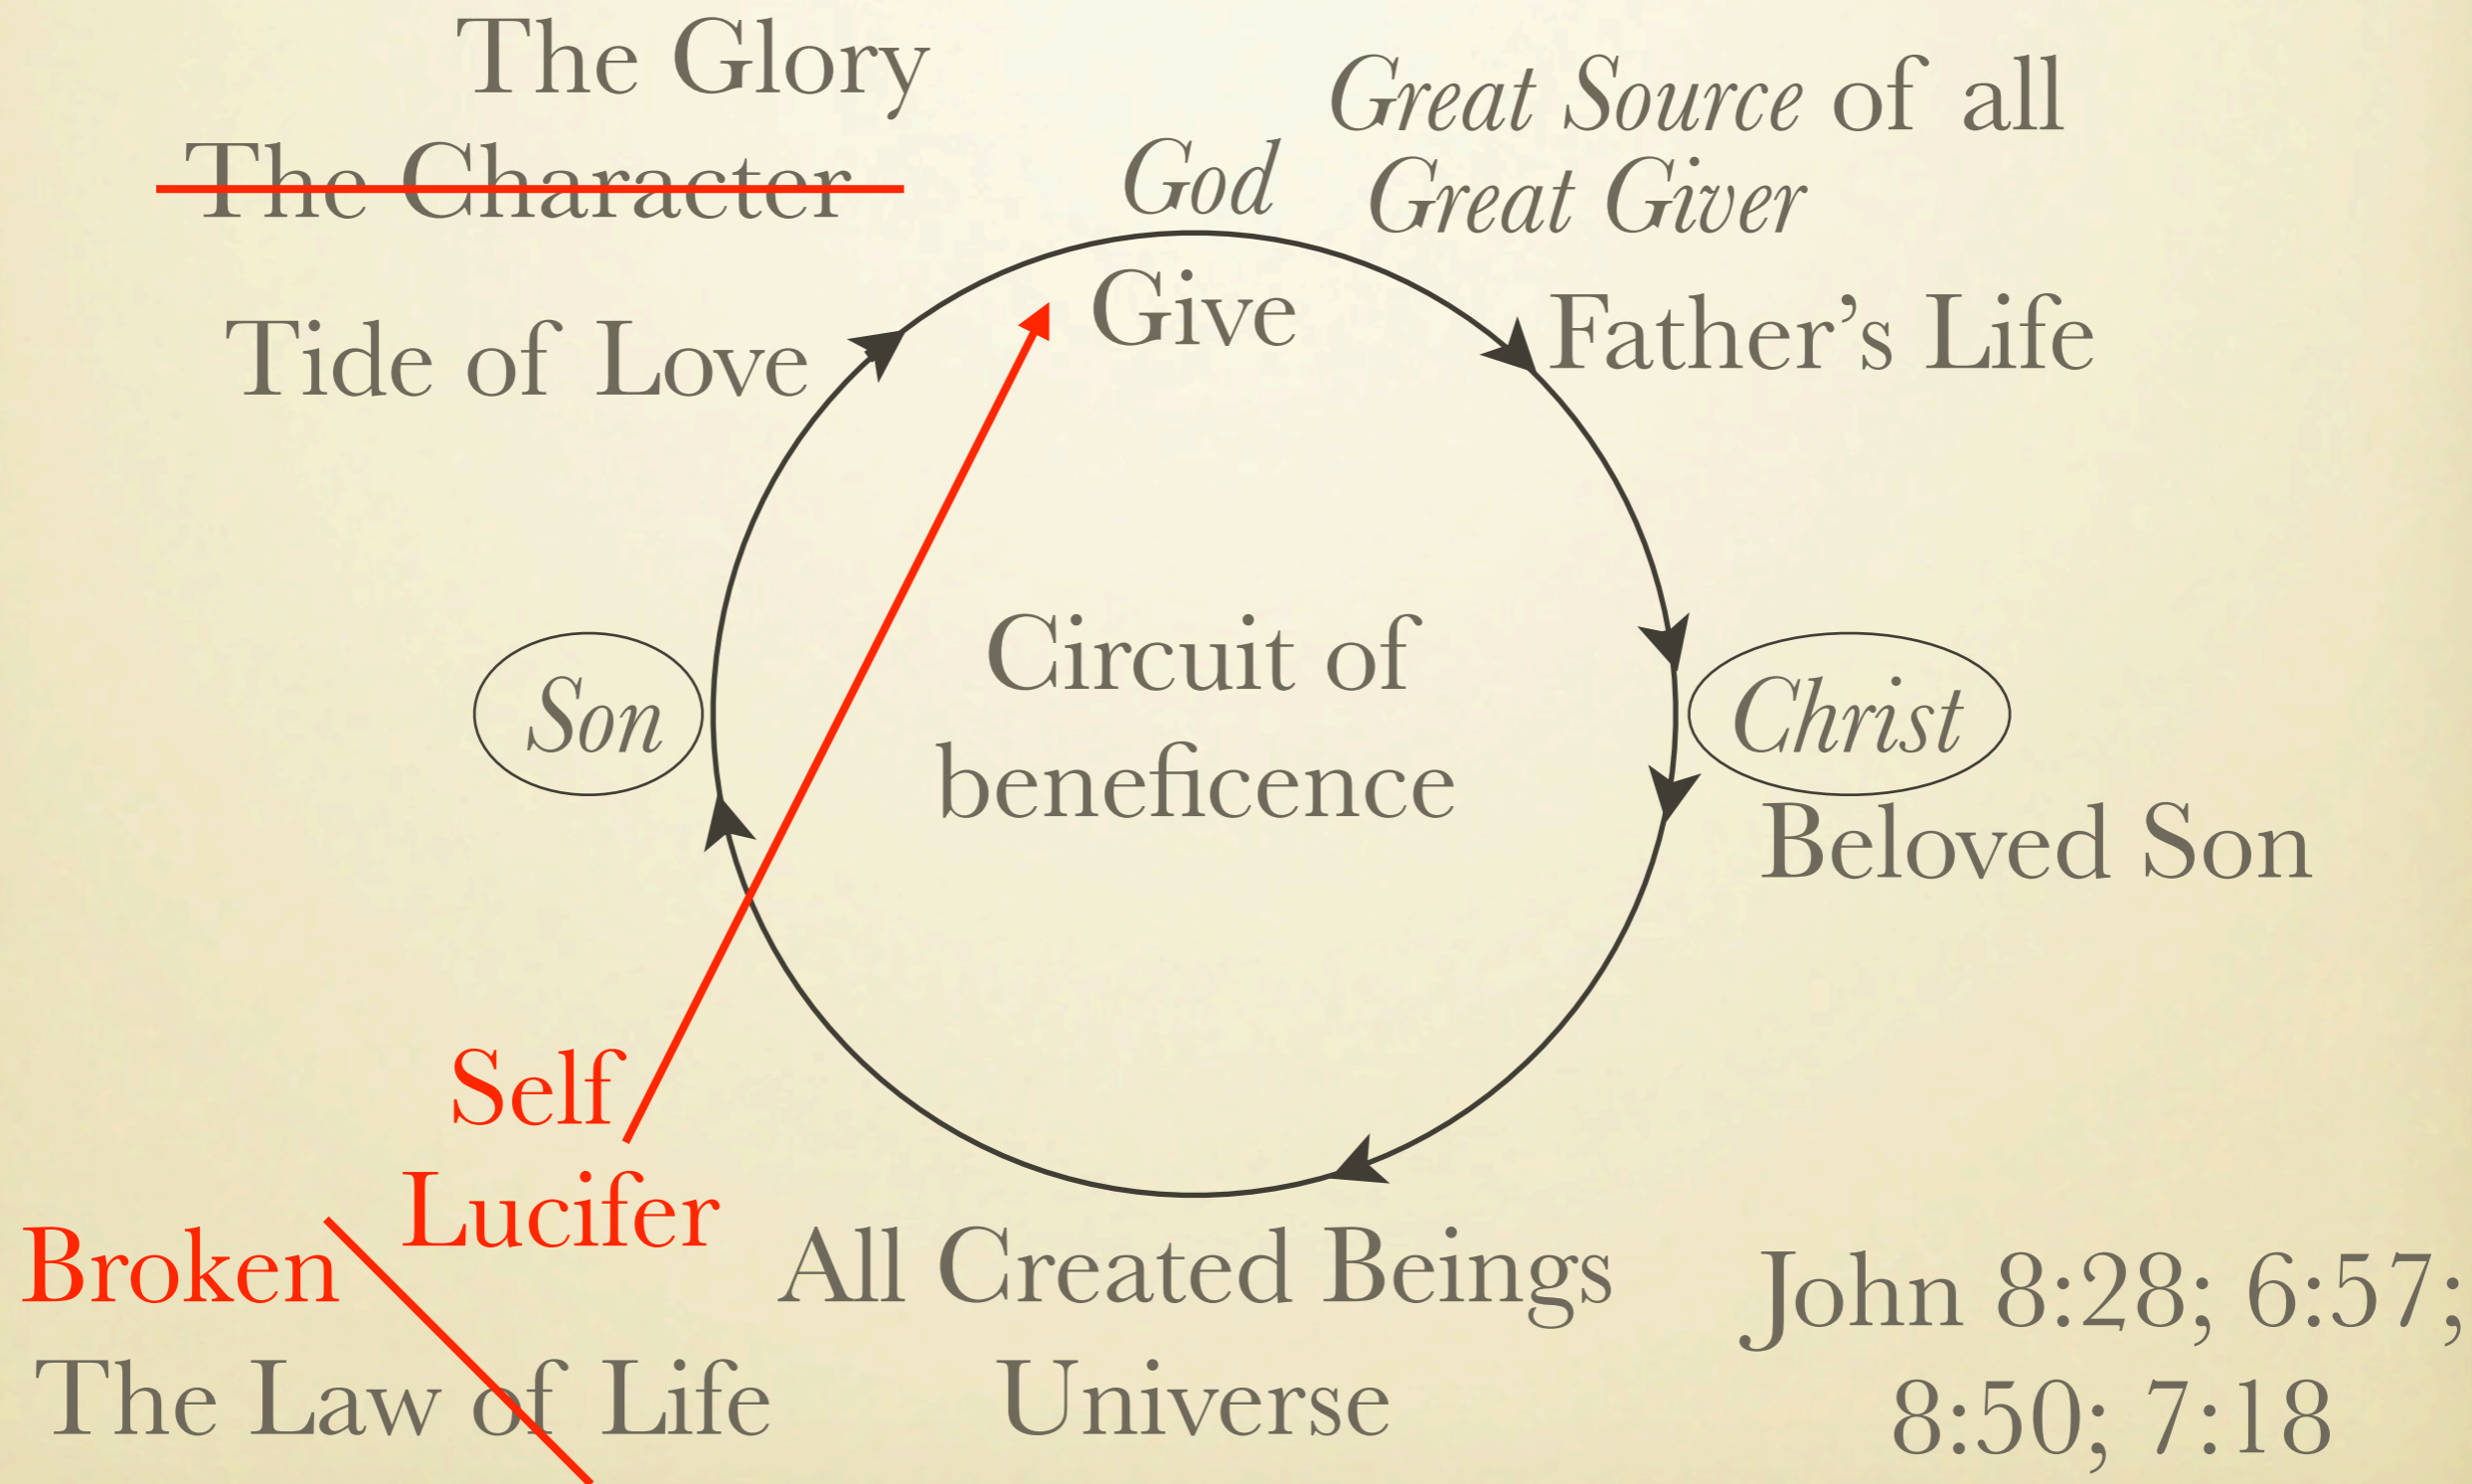 The Glory
The Character
Tide of Love
God
Great Source of all
Great Giver
Give
Father’s Life
Circuit of
beneficence
Son
Christ
Beloved Son
Self
Lucifer
Broken
The Law of Life
All Created Beings
Universe
John 8:28; 6:57;
8:50; 7:18